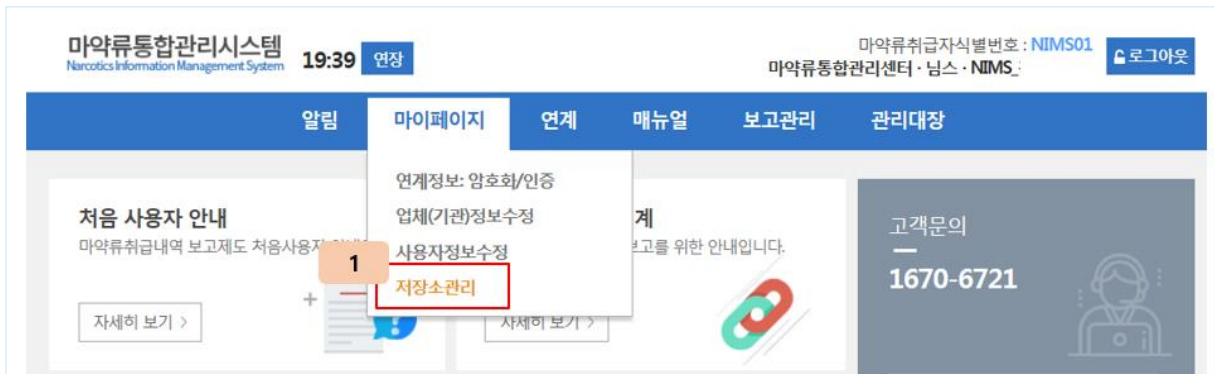 마약류통합관리시스템
Narcotics Information Management System
19:39 연장
마약류취급자식별번호 : NIMS01
마약류통합관리센터 · 님스 · NIMS_
로그아웃
알림 마이페이지 연계 매뉴얼 보고관리 관리대장
연계정보: 암호화/인증
업체(기관)정보수정
사용자정보수정
저장소관리
1
처음 사용자 안내
마약류취급내역 보고제도 처음사용자
자세히 보기 >
계
보고를 위한 안내입니다.
자세히 보기 >
고객문의
1670-6721